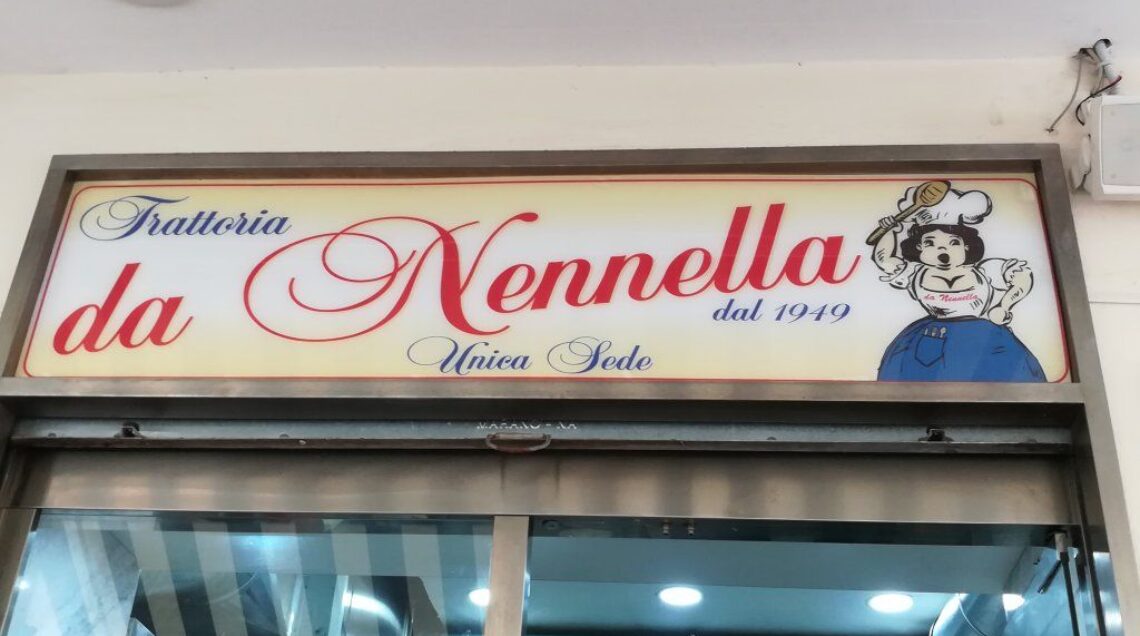 Trattoria
da Nennella
dal 1949
Unica Sede
da Nennella